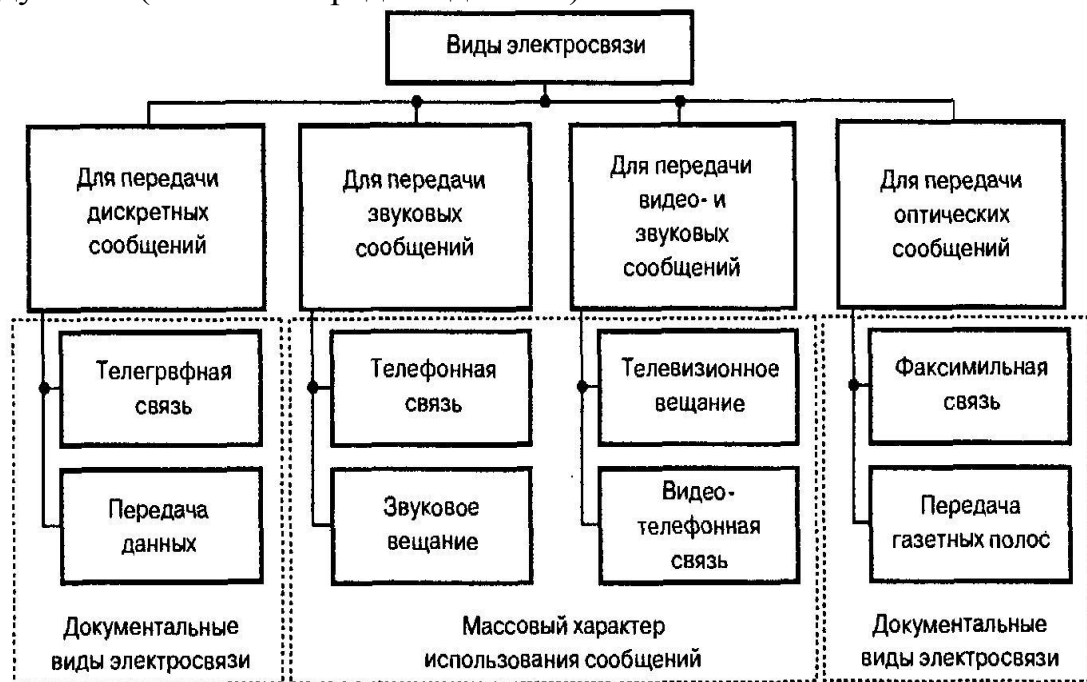 Виды электросвязи
Для передачи
дискретных
сообщений
Для передачи
звуковых
сообщений
Для передачи
видео- и
звуковых
сообщений
Для передачи
оптических
сообщений
Телегрвфная
связь
Передача
данных
Телефонная
связь
Звуковое
вещание
Телевизионное
вещание
Видео-
телефонная
связь
Факсимильная
связь
Передача
газетных полос
Документальные
виды электросвязи
Массовый характер
использования сообщений
Документальные
виды электросвязи